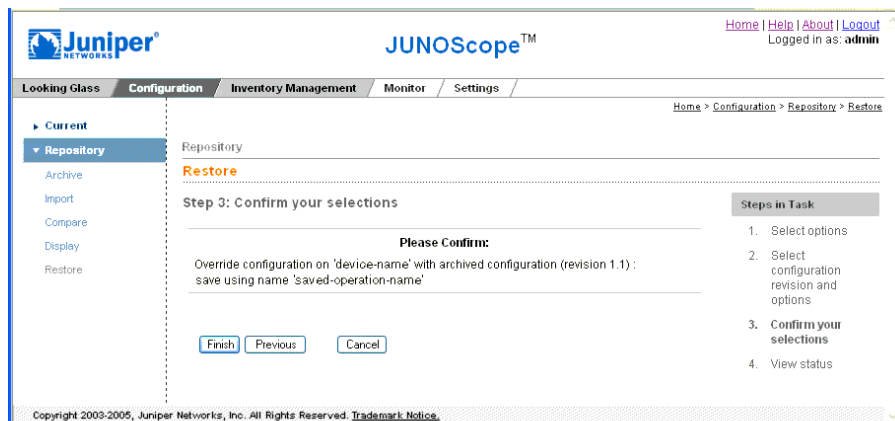 Home | Help | About | Logout
Juniper®
NETWORKS
JUNOScope™
Logged in as: admin
Looking Glass Configuration Inventory Management Monitor Settings
Home > Configuration > Repository > Restore
Current
Repository
Archive
Import
Compare
Display
Restore
Repository
Restore
Step 3: Confirm your selections
Please Confirm:
Override configuration on 'device-name' with archived configuration (revision 1.1) :
save using name 'saved-operation-name'
Finish Previous Cancel
Steps in Task
1. Select options
2. Select
configuration
revision and
options
3. Confirm your
selections
4. View status
Copyright 2003-2005, Juniper Networks, Inc. All Rights Reserved. Trademark Notice.